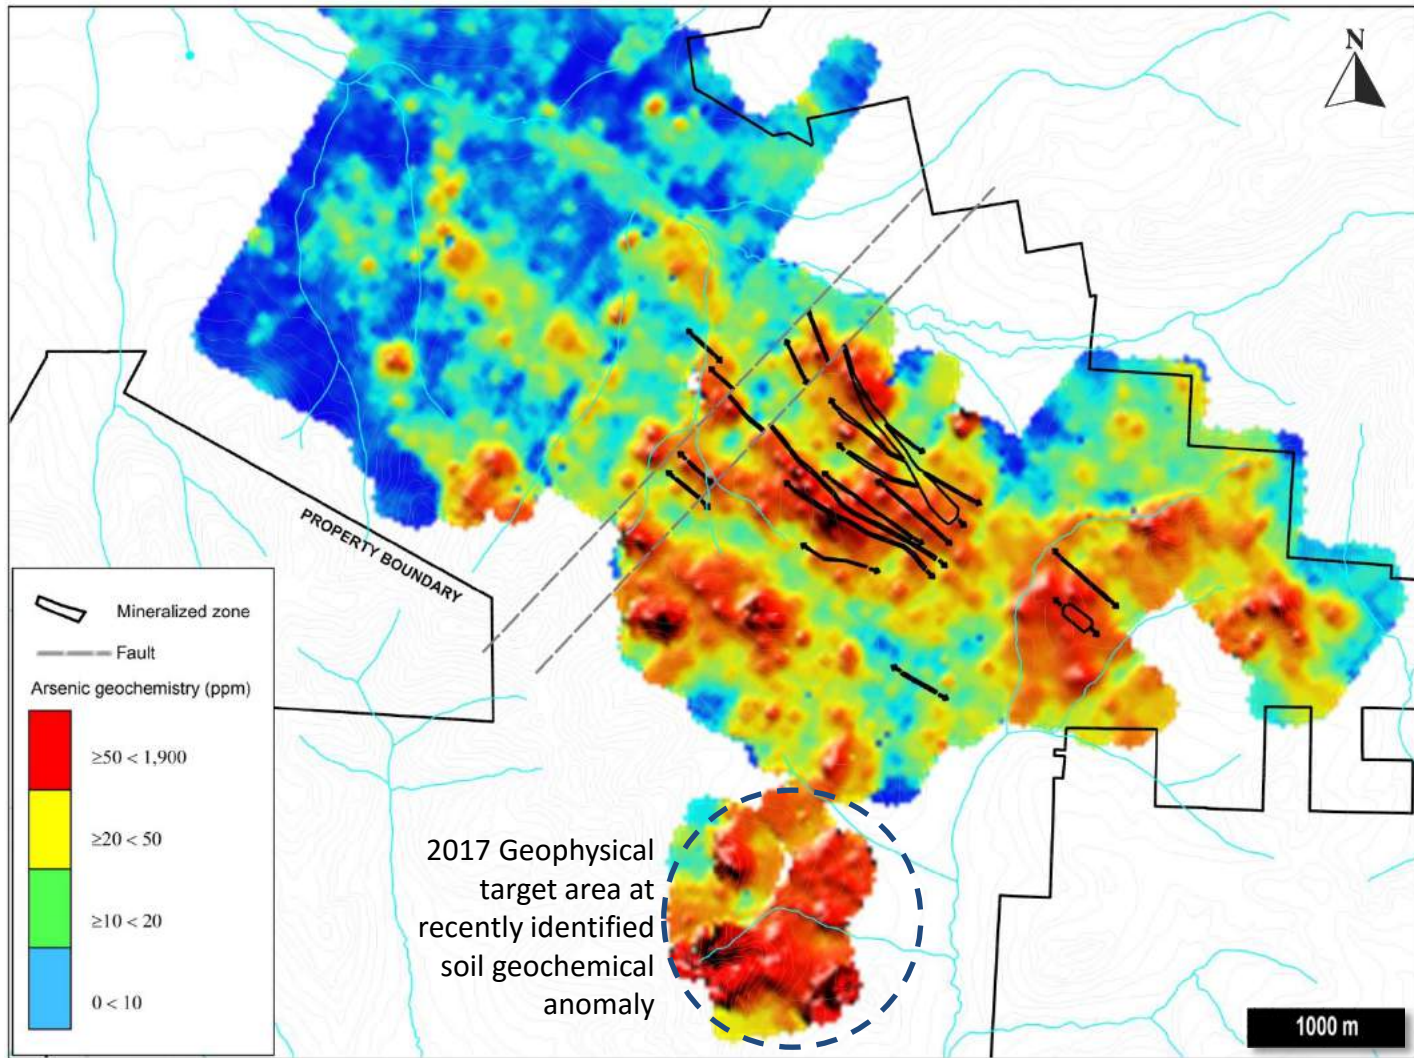 N
PROPERTY BOUNDARY
Mineralized zone
Fault
Arsenic geochemistry (ppm)
≥50 < 1,900
≥20 < 50
≥10 < 20
0 < 10
2017 Geophysical
target area at
recently identified
soil geochemical
anomaly
1000 m